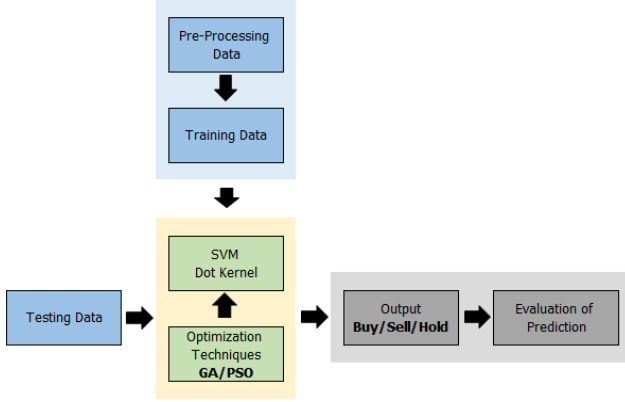 Pre-Processing
Data
Training Data
SVM
Dot Kernel
Testing Data
Optimization
Techniques
GA/PSO
Output
Buy/Sell/Hold
Evaluation of
Prediction